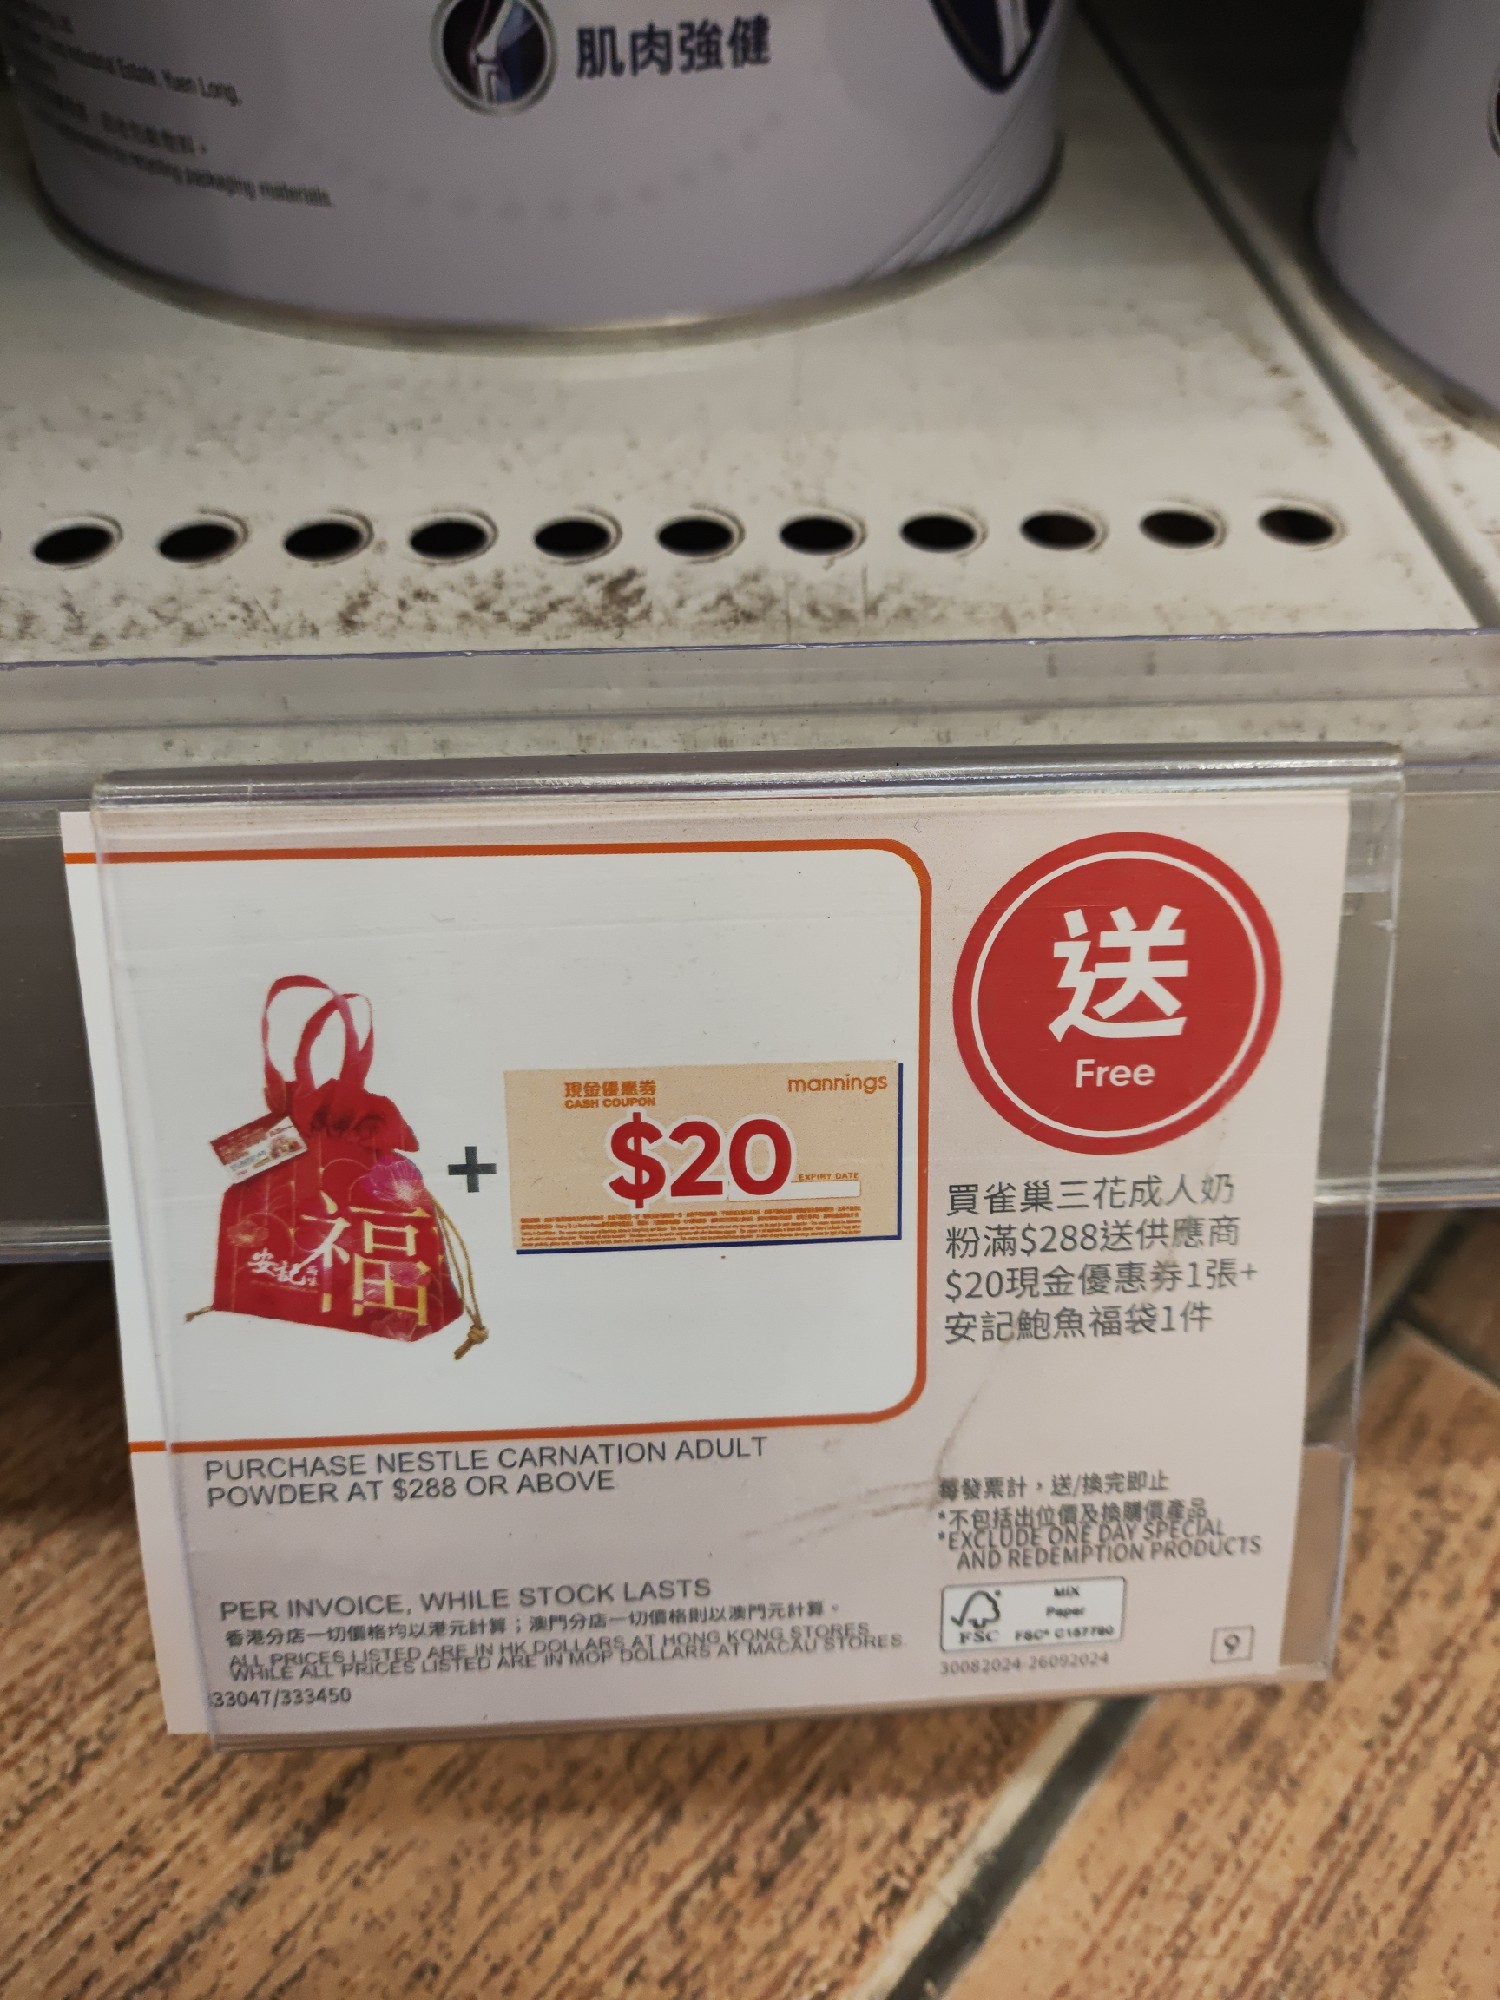 Industrial Estate, Yuen Long,
packaging materials.
肌肉強健
福
安記
+
現金優惠券
CASH COUPON
mannings
$20
EXPIRY DATE
送
Free
買雀巢三花成人奶
粉滿$288送供應商
$20現金優惠券1張+
安記鮑魚福袋1件
PURCHASE NESTLE CARNATION ADULT
POWDER AT $288 OR ABOVE
每發票計，送/換完即止
*不包括出位價及換購價產品
*EXCLUDE ONE DAY SPECIAL
AND REDEMPTION PRODUCTS
PER INVOICE, WHILE STOCK LASTS
香港分店一切價格均以港元計算；澳門分店一切價格則以澳門元計算。
ALL PRICES LISTED ARE IN HK DOLLARS AT HONG KONG STORES
WHILE ALL PRICES LISTED ARE IN MOP DOLLARS AT MACAU STORES.
33047/333450
FSC
MIX
Paper
FSC® C157780
30082024-26092024
9